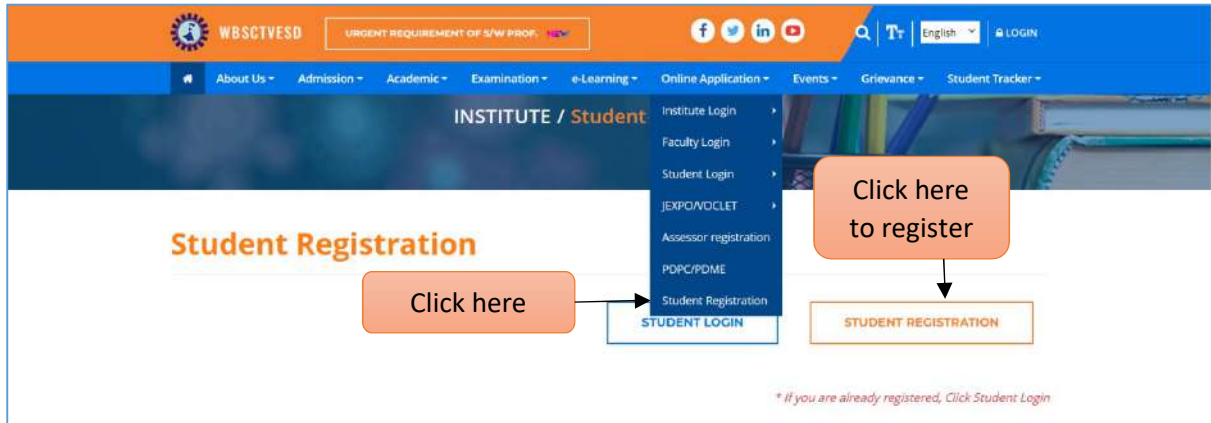 WBSCTVESD
URGENT REQUIREMENT OF S/W PROF. NEW
English
LOGIN
About Us Admission Academic Examination e-Learning Online Application Events Grievance Student Tracker
INSTITUTE / Student
Institute Login
Faculty Login
Student Login
JEXPO/VOCLET
Assessor registration
PDPC/PDME
Student Registration
Click here
to register
Student Registration
Click here
STUDENT LOGIN
STUDENT REGISTRATION
* If you are already registered, Click Student Login